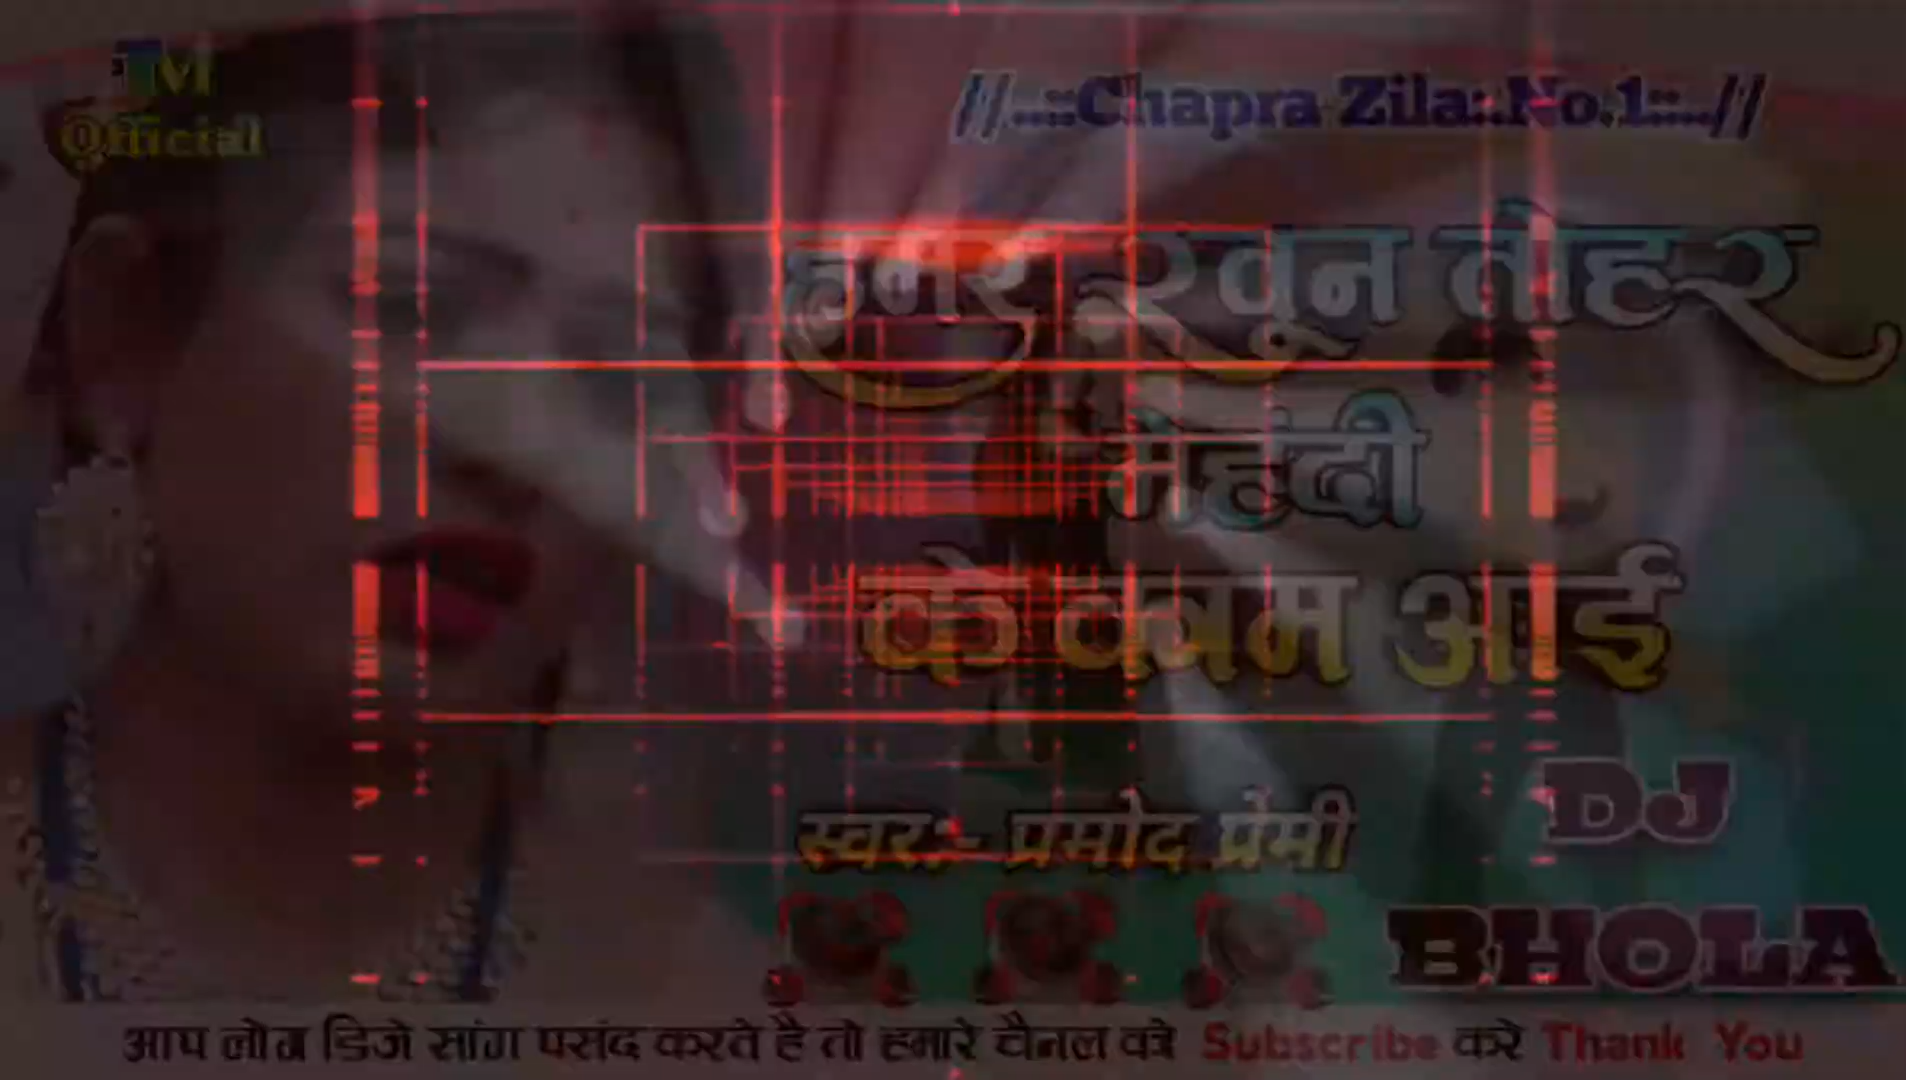 TM
Official
//..::Chapra Zila:.No.1::..//
हमर खून तोहर
मेहंदी
के काम आई
स्वर:- प्रमोद प्रेमी
DJ
BHOLA
आप लोग डिजे सांग पसंद करते है तो हमारे चैनल को Subscribe करे Thank You